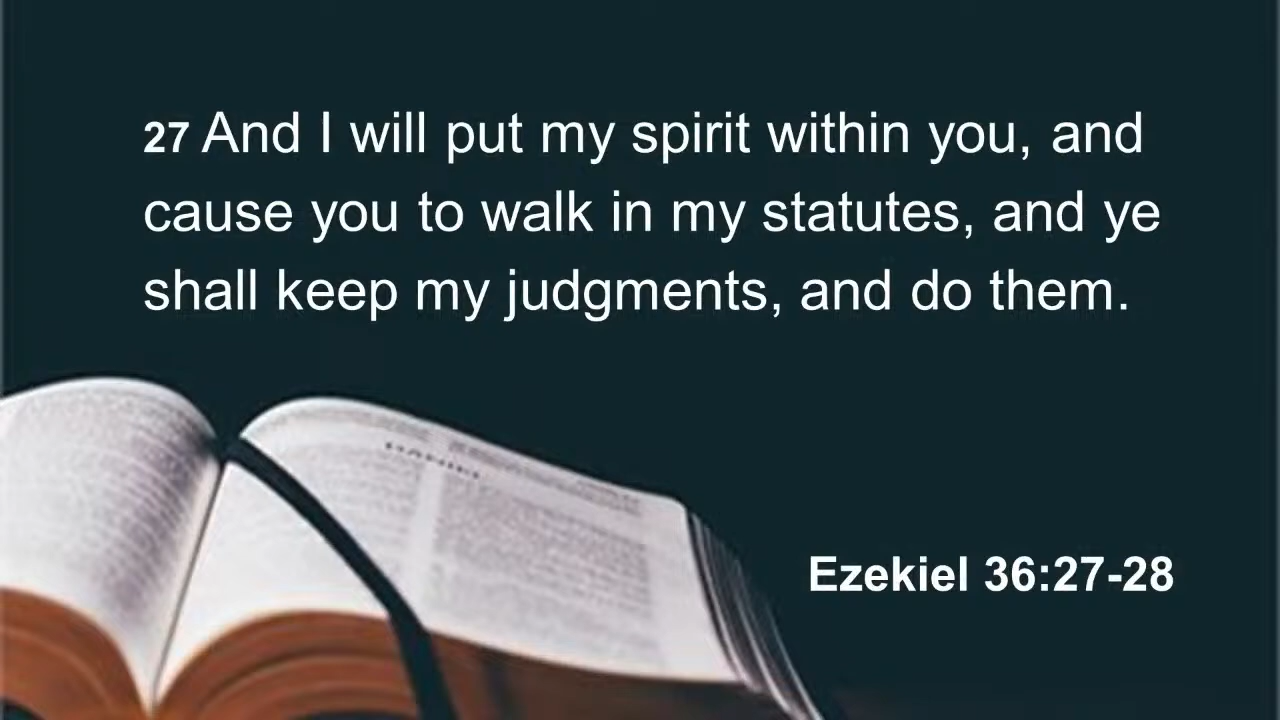 27 And I will put my spirit within you, and
cause you to walk in my statutes, and ye
shall keep my judgments, and do them.
DANIEL
Ezekiel 36:27-28